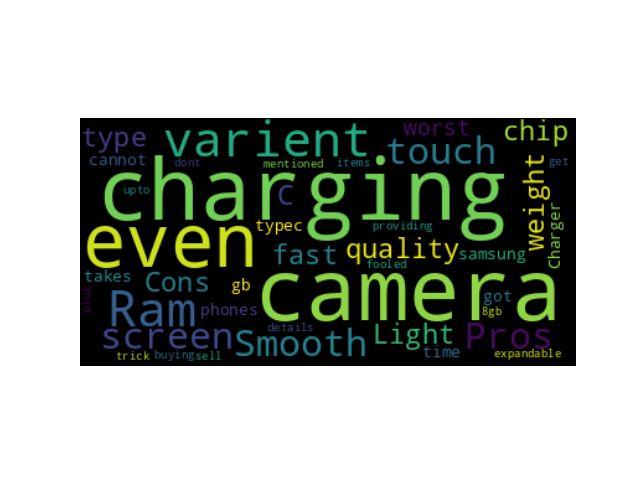 type varient worst chip
cannot dont mentioned items touch get
upto charging C weight
even typec providing Charger
fast quality samsung
takes Cons gb fooled camera
plus Ram phones got 8gb
screen details Smooth Light Pros
trick buying sell time expandable